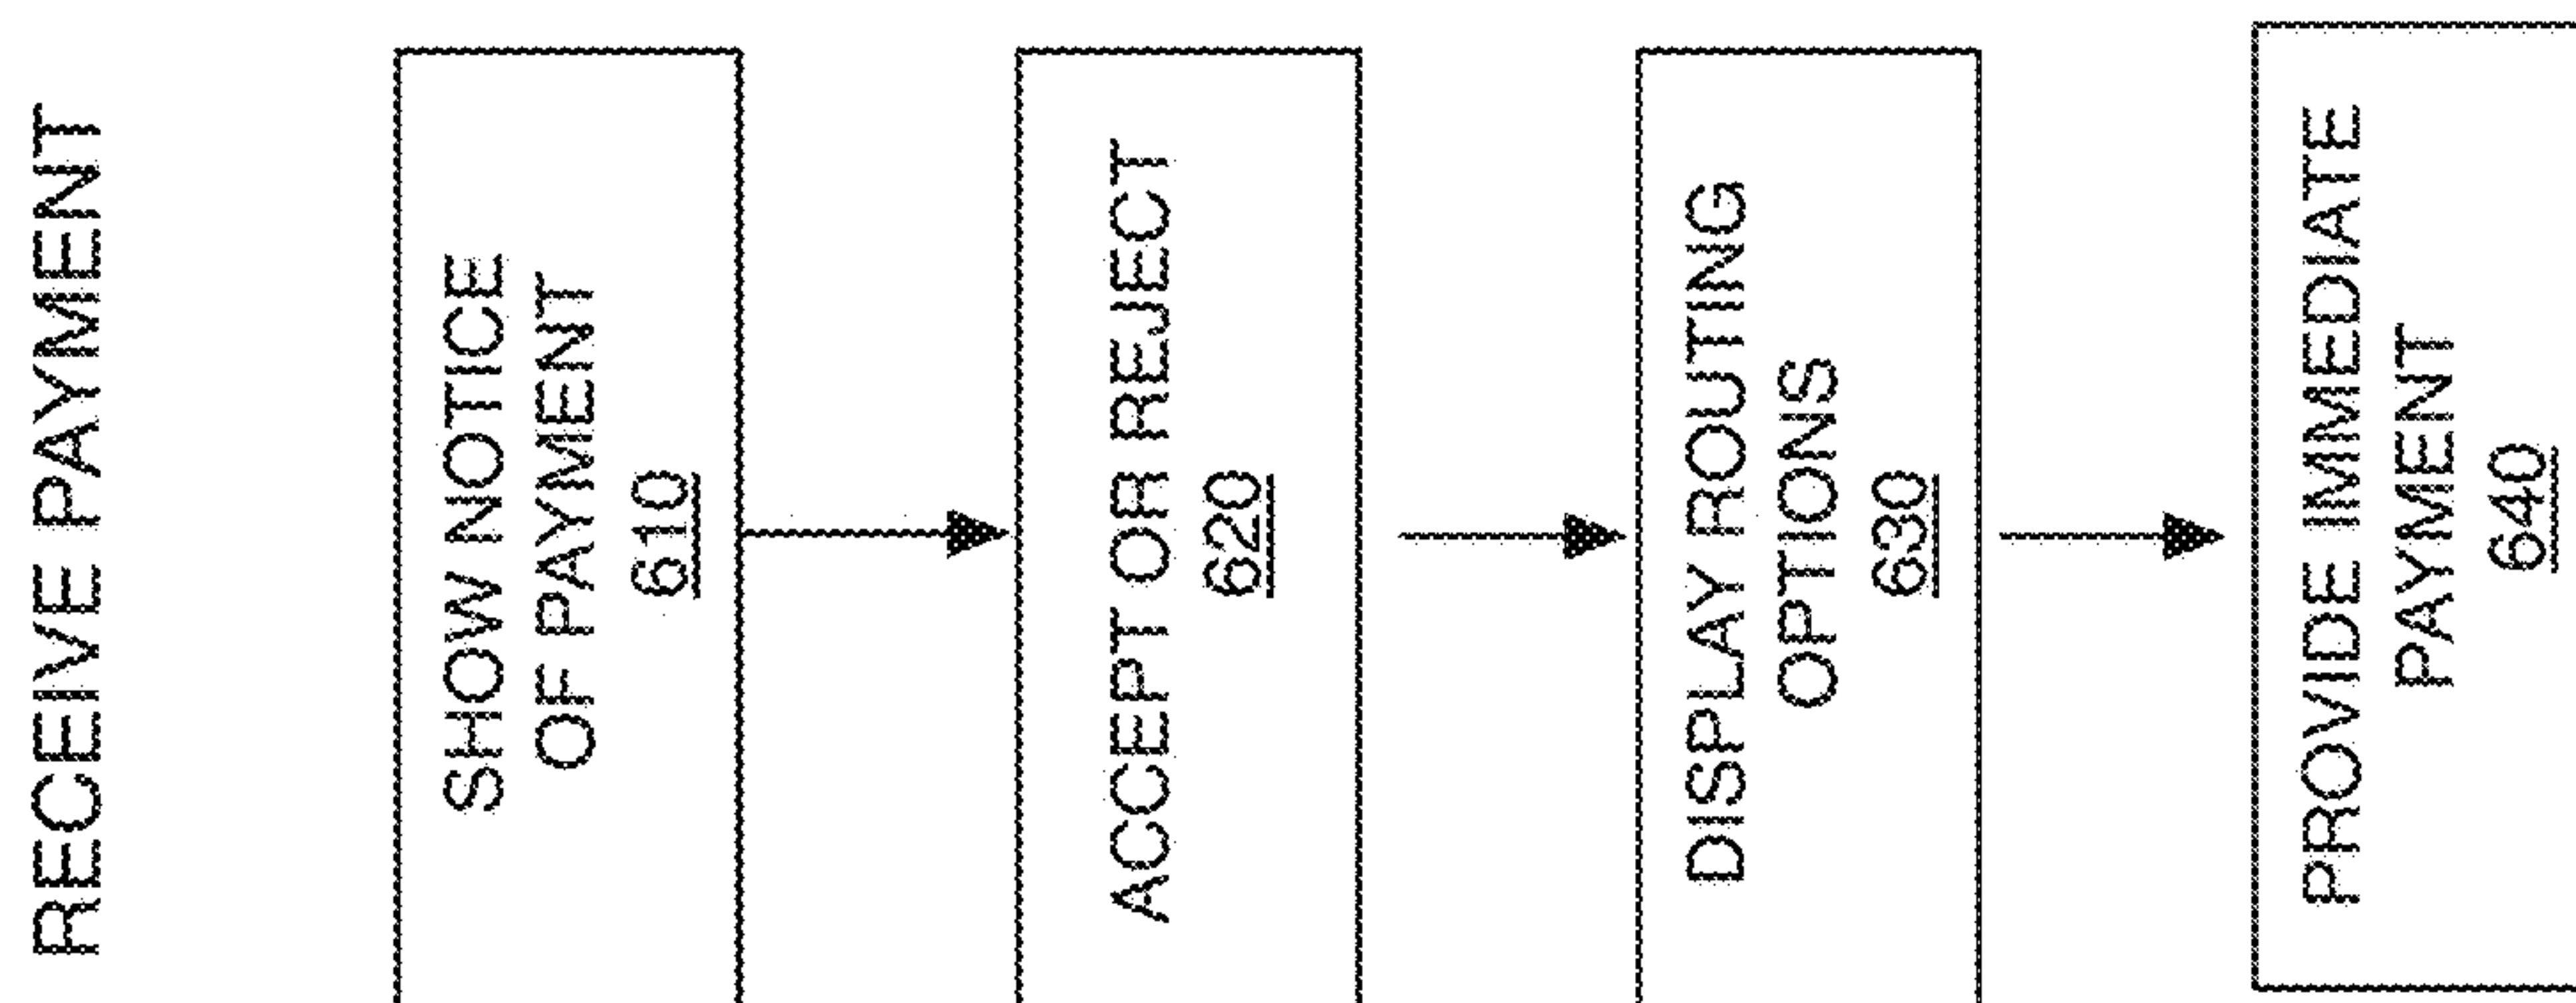 RECEIVE PAYMENT
SHOW NOTICE
OF PAYMENT
610
ACCEPT OR REJECT
620
DISPLAY ROUTING
OPTIONS
630
PROVIDE IMMEDIATE
PAYMENT
640